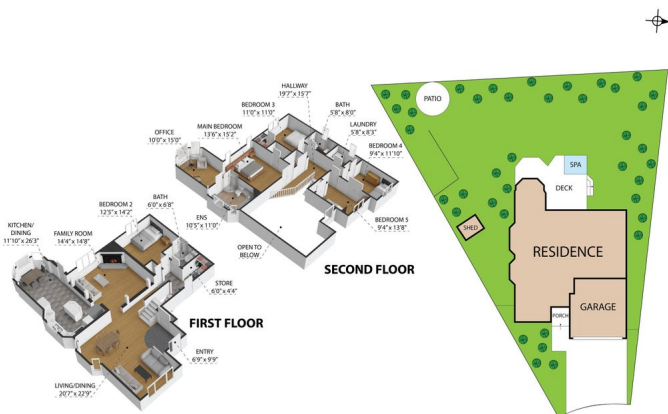 HALLWAY
19'7" x 15'7"
BEDROOM 3
11'0" x 11'0"
BATH
5'8" x 8'0"
MAIN BEDROOM
13'6" x 15'2"
LAUNDRY
5'8" x 8'3"
OFFICE
10'0" x 15'0"
BEDROOM 4
9'4" x 11'10"
BATH
6'0" x 6'8"
BEDROOM 2
12'5" x 14'2"
ENS
10'5" x 11'0"
BEDROOM 5
9'4" x 13'8"
KITCHEN/
DINING
11'10" x 26'3"
FAMILY ROOM
14'4" x 14'8"
OPEN TO
BELOW
SECOND FLOOR
STORE
6'0" x 4'4"
FIRST FLOOR
ENTRY
6'9" x 9'9"
LIVING/DINING
20'7" x 22'9"
PATIO
SPA
DECK
SHED
RESIDENCE
GARAGE
PORCH